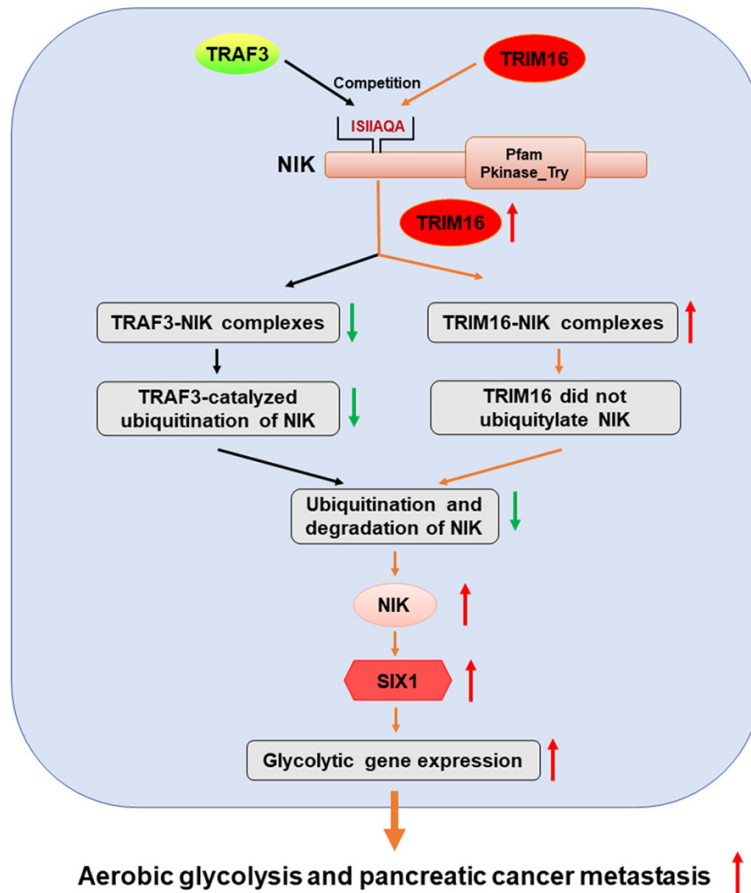 TRAF3
TRIM16
Competition
ISIIAQA
NIK
Pfam
Pkinase_Try
TRIM16
TRAF3-NIK complexes
TRIM16-NIK complexes
TRAF3-catalyzed
ubiquitination of NIK
TRIM16 did not
ubiquitylate NIK
Ubiquitination and
degradation of NIK
NIK
SIX1
Glycolytic gene expression
Aerobic glycolysis and pancreatic cancer metastasis